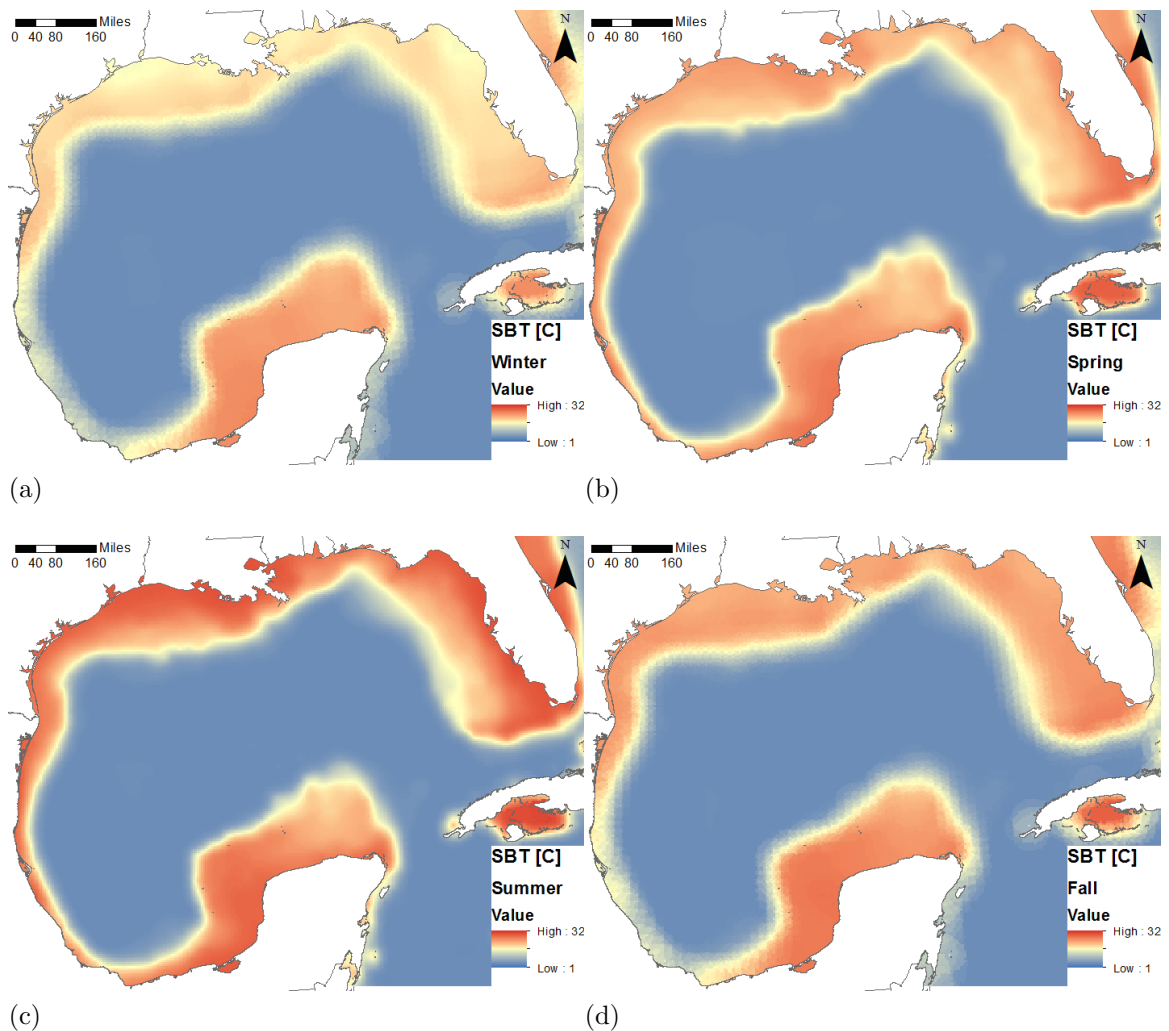 Miles
0 40 80 160
N
SBT [C]
Winter
Value
High : 32
Low : 1
(a)
Miles
0 40 80 160
N
SBT [C]
Spring
Value
High : 32
Low : 1
(b)
Miles
0 40 80 160
N
SBT [C]
Summer
Value
High : 32
Low : 1
(c)
Miles
0 40 80 160
N
SBT [C]
Fall
Value
High : 32
Low : 1
(d)